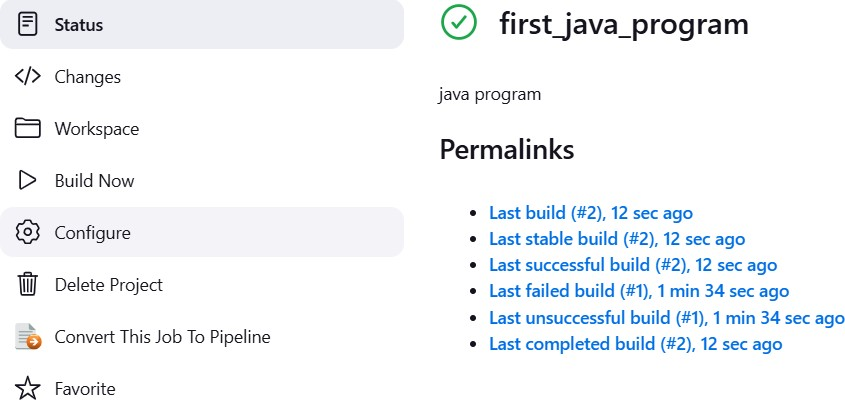 Status
Changes
Workspace
Build Now
Configure
Delete Project
Convert This Job To Pipeline
Favorite
first_java_program
java program
Permalinks
Last build (#2), 12 sec ago
Last stable build (#2), 12 sec ago
Last successful build (#2), 12 sec ago
Last failed build (#1), 1 min 34 sec ago
Last unsuccessful build (#1), 1 min 34 sec ago
Last completed build (#2), 12 sec ago